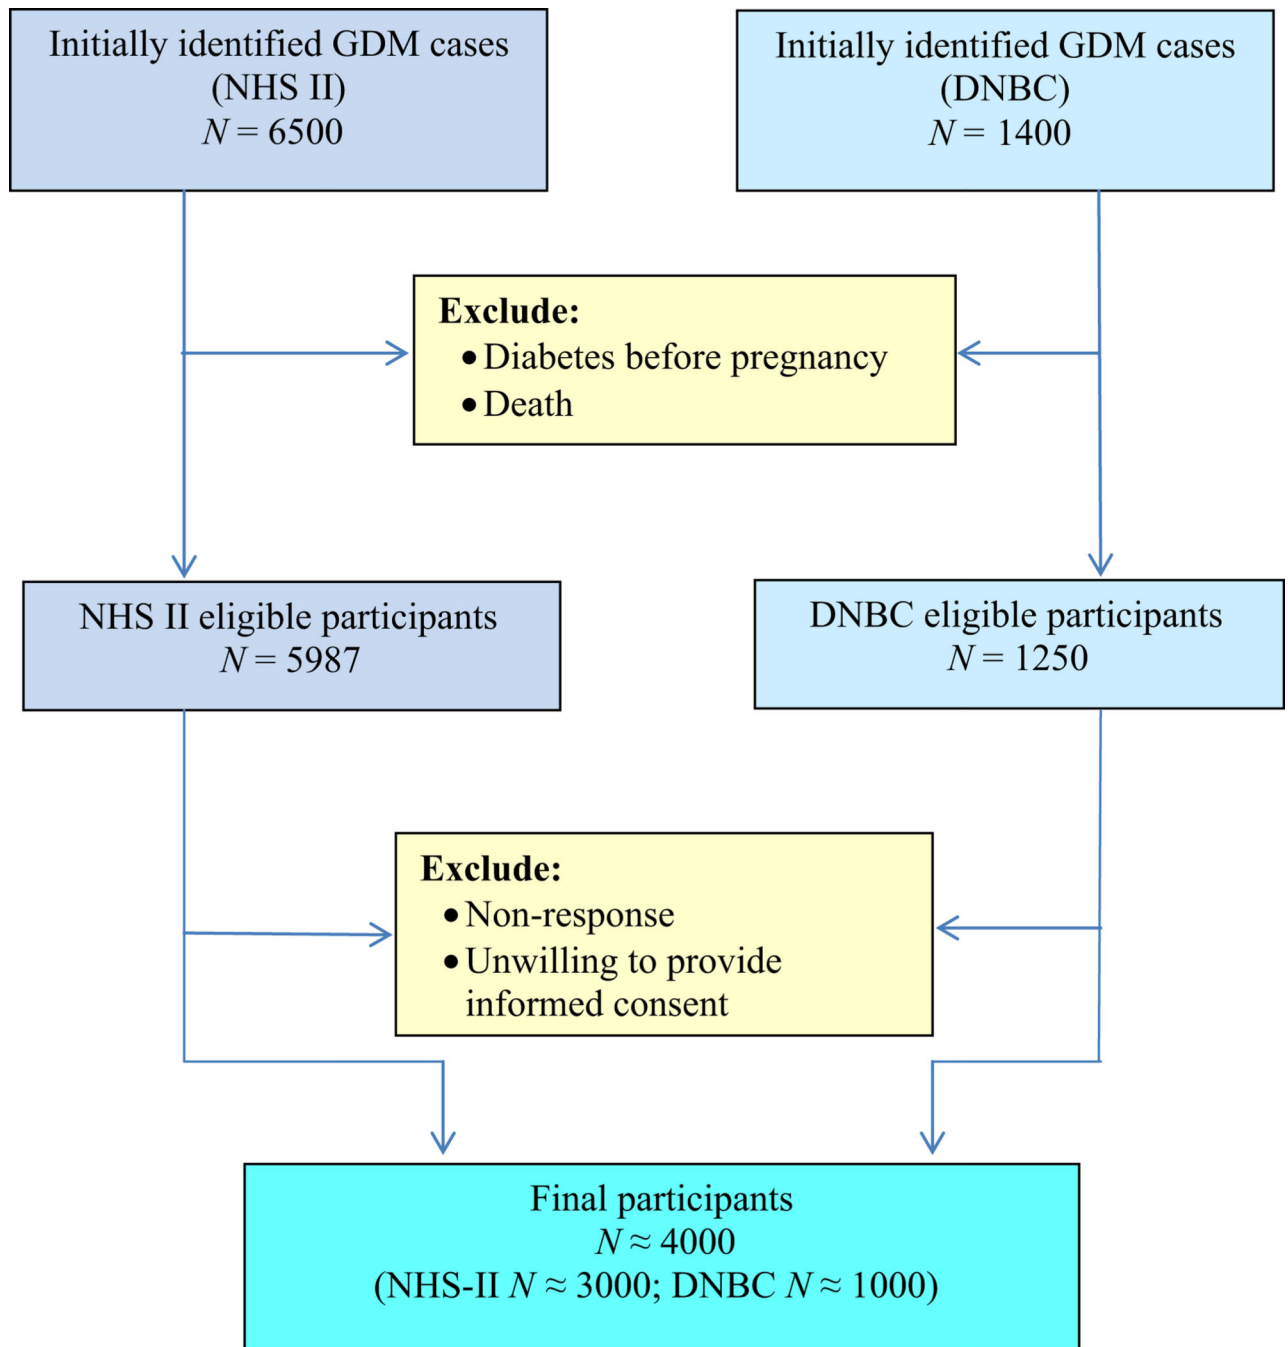 Initially identified GDM cases
(NHS II)
N = 6500
Initially identified GDM cases
(DNBC)
N = 1400
Exclude:
• Diabetes before pregnancy
• Death
NHS II eligible participants
N = 5987
DNBC eligible participants
N = 1250
Exclude:
• Non-response
• Unwilling to provide
informed consent
Final participants
N ≈ 4000
(NHS-II N ≈ 3000; DNBC N ≈ 1000)